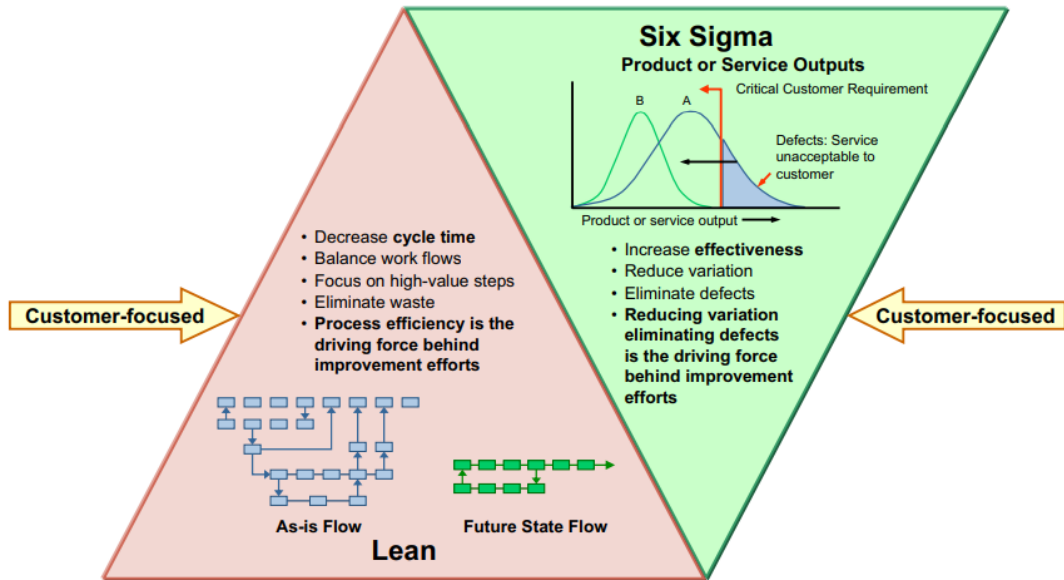 Six Sigma
Product or Service Outputs
Critical Customer Requirement
B
A
Defects: Service
unacceptable to
customer
Product or service output
• Increase effectiveness
• Reduce variation
• Eliminate defects
• Reducing variation
eliminating defects
is the driving force
behind improvement
efforts
Customer-focused
• Decrease cycle time
• Balance work flows
• Focus on high-value steps
• Eliminate waste
• Process efficiency is the
driving force behind
improvement efforts
Customer-focused
As-is Flow
Future State Flow
Lean